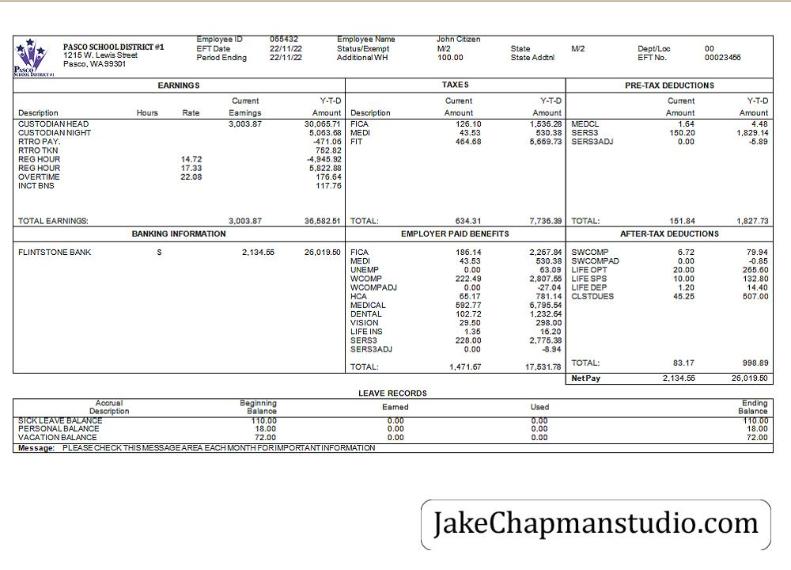 Employee ID 065432 Employee Name John Citizen
PASCO SCHOOL DISTRICT #1 EFT Date 22/11/22 Status/Exempt M/2 State M/2 Dept/Loc 00
1215 W. Lewis Street Period Ending 22/11/22 Additional WH 100.00 State Addtnl EFT No. 00023456
Pasco, WA99301
PASCO
SCHOOL DISTRICT #1
EARNINGS TAXES PRE-TAX DEDUCTIONS
Current Y-T-D Current Y-T-D Current Y-T-D
Description Hours Rate Earnings Amount Description Amount Amount Amount Amount
CUSTODIAN HEAD 3,003.87 30,065.71 FICA 126.10 1,535.28 MEDCL 1.64 4.48
CUSTODIAN NIGHT 5,063.68 MEDI 43.53 530.38 SERS3 150.20 1,829.14
RTRO PAY. -471.05 FIT 464.68 5,669.73 SERS3ADJ 0.00 -5.89
RTRO TKN 752.82
REG HOUR 14.72 -4,945.92
REG HOUR 17.33 5,822.88
OVERTIME 22.08 176.64
INCT BNS 117.75
TOTAL EARNINGS: 3,003.87 36,582.51 TOTAL: 634.31 7,735.39 TOTAL: 151.84 1,827.73
BANKING INFORMATION EMPLOYER PAID BENEFITS AFTER-TAX DEDUCTIONS
FLINTSTONE BANK S 2,134.55 26,019.50 FICA 186.14 2,267.84 SWCOMP 6.72 79.94
MEDI 43.53 530.38 SWCOMPAD 0.00 -0.85
UNEMP 0.00 63.09 LIFE OPT 20.00 265.60
WCOMP 222.49 2,807.55 LIFE SPS 10.00 132.80
WCOMPADJ 0.00 -27.04 LIFE DEP 1.20 14.40
HCA 65.17 781.14 CLSTDUES 45.25 507.00
MEDICAL 592.77 6,795.54
DENTAL 102.72 1,232.64
VISION 29.50 298.00
LIFE INS 1.35 16.20
SERS3 228.00 2,775.38
SERS3ADJ 0.00 -8.94
TOTAL: 1,471.67 17,531.78 TOTAL: 83.17 998.89
NetPay 2,134.55 26,019.50
LEAVE RECORDS
Accrual Description Beginning Balance Earned Used Ending Balance
SICK LEAVE BALANCE 110.00 0.00 0.00 110.00
PERSONAL BALANCE 18.00 0.00 0.00 18.00
VACATION BALANCE 72.00 0.00 0.00 72.00
Message: PLEASE CHECK THIS MESSAGE AREA EACH MONTH FOR IMPORTANT INFORMATION
JakeChapmanstudio.com